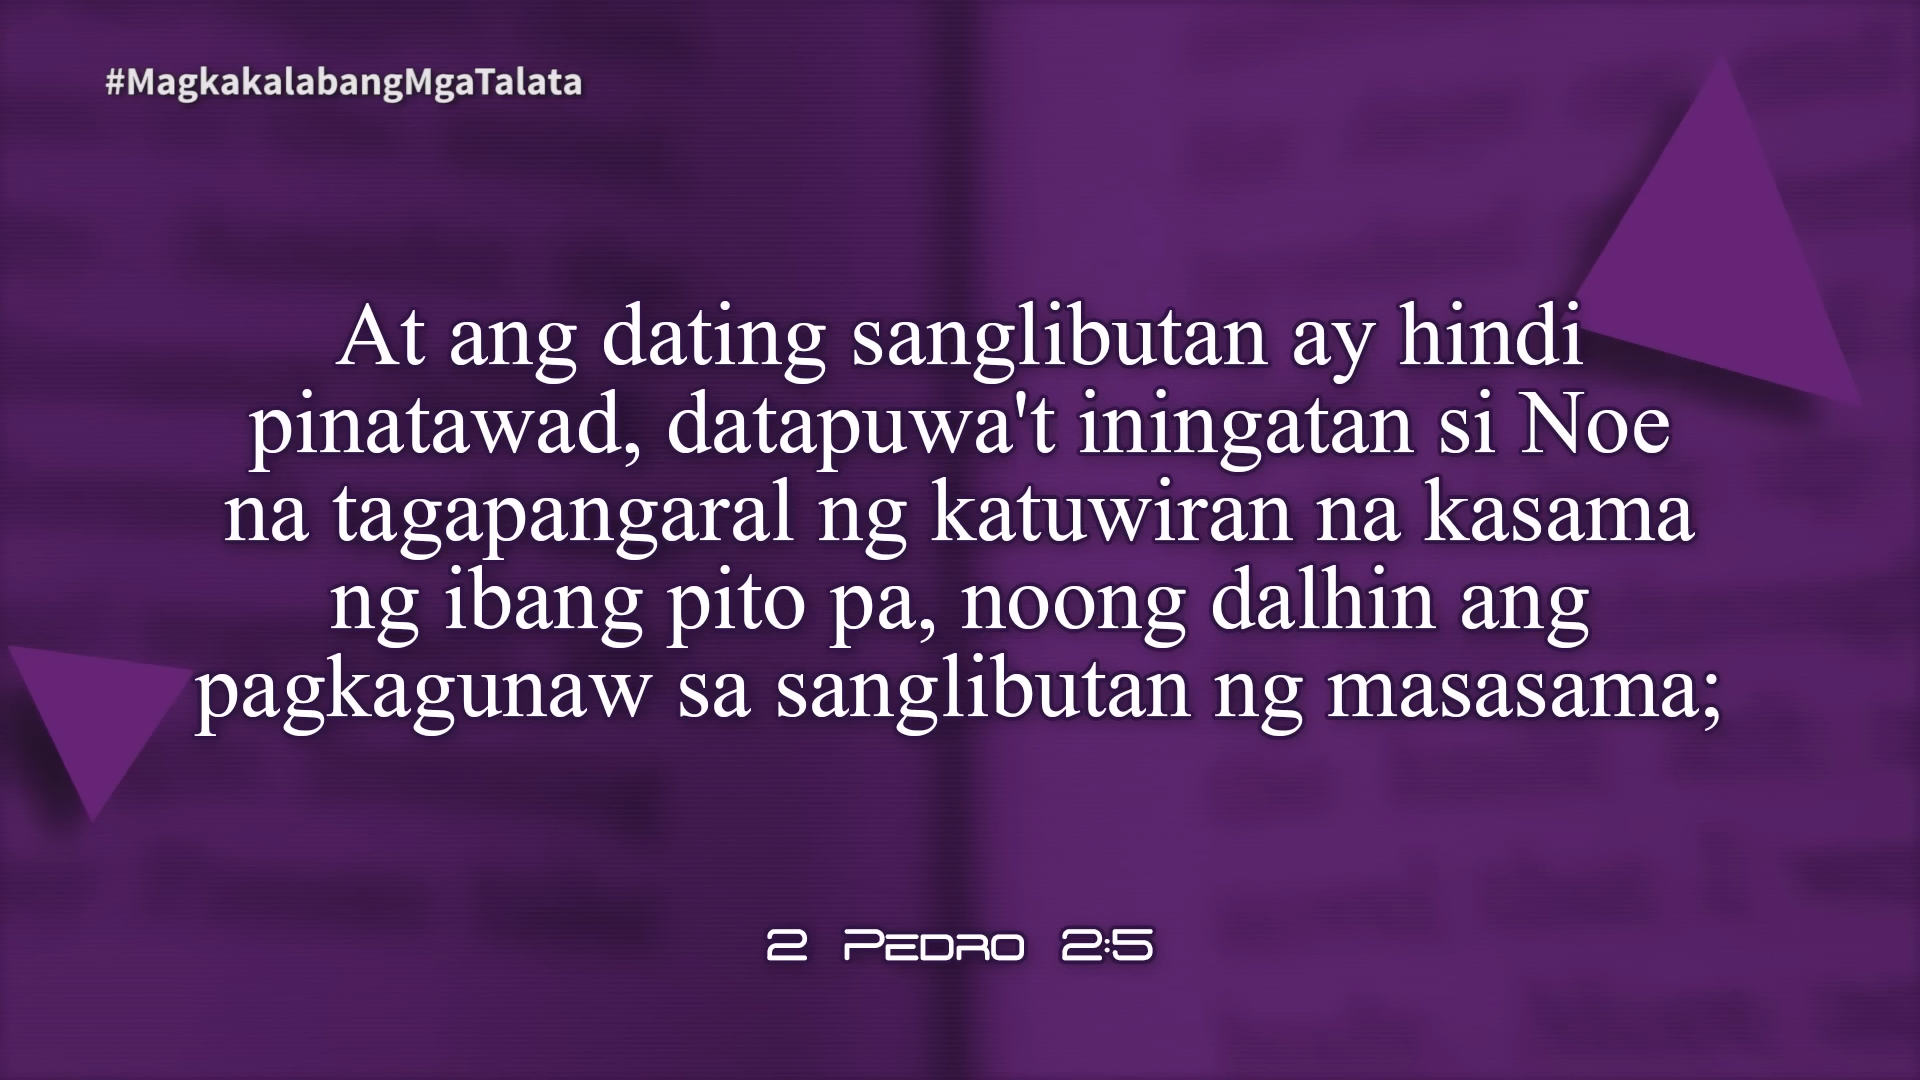 #MagkakalabangMgaTalata
At ang dating sanglibutan ay hindi
pinatawad, datapuwa't iningatan si Noe
na tagapangaral ng katuwiran na kasama
ng ibang pito pa, noong dalhin ang
pagkagunaw sa sanglibutan ng masasama;
2 Pedro 2:5